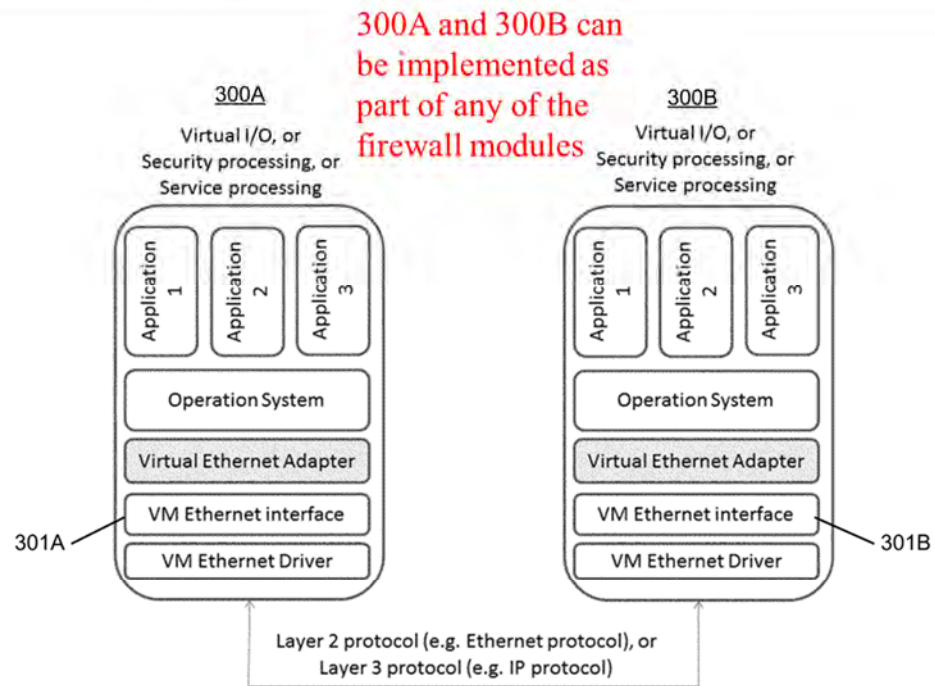 300A and 300B can
be implemented as
part of any of the
firewall modules
300A
Virtual I/O, or
Security processing, or
Service processing
Application 1
Application 2
Application 3
Operation System
Virtual Ethernet Adapter
VM Ethernet interface
VM Ethernet Driver
301A
300B
Virtual I/O, or
Security processing, or
Service processing
Application 1
Application 2
Application 3
Operation System
Virtual Ethernet Adapter
VM Ethernet interface
VM Ethernet Driver
301B
Layer 2 protocol (e.g. Ethernet protocol), or
Layer 3 protocol (e.g. IP protocol)